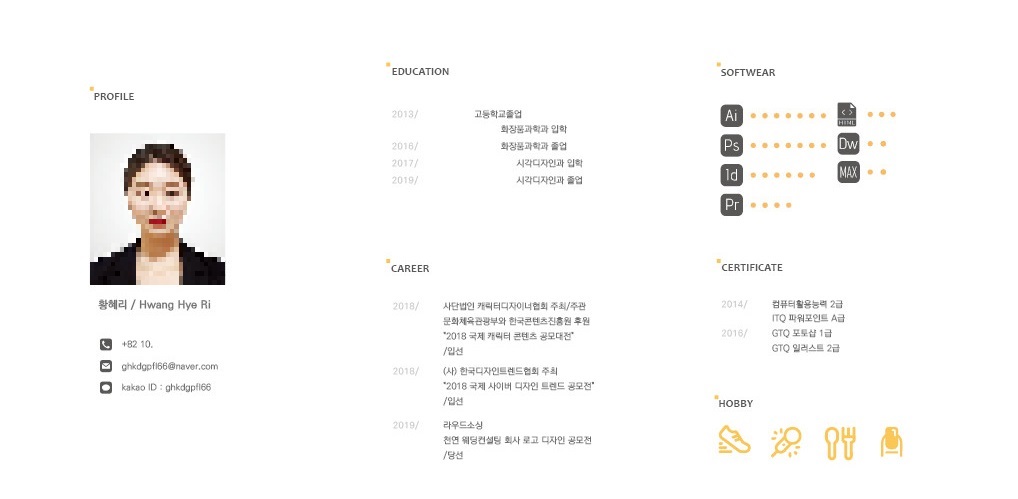 PROFILE
황혜리 / Hwang Hye Ri
+82 10.
ghkdgpfl66@naver.com
kakao ID : ghkdgpfl66
EDUCATION
2013/ 고등학교졸업
화장품과학과 입학
2016/ 화장품과학과 졸업
2017/ 시각디자인과 입학
2019/ 시각디자인과 졸업
CAREER
2018/ 사단법인 캐릭터디자이너협회 주최/주관
문화체육관광부와 한국콘텐츠진흥원 후원
"2018 국제 캐릭터 콘텐츠 공모대전"
/입선
2018/ (사) 한국디자인트렌드협회 주최
"2018 국제 사이버 디자인 트렌드 공모전"
/입선
2019/ 라우드소싱
천연 웨딩컨설팅 회사 로고 디자인 공모전
/당선
SOFTWEAR
Ai
Ps
Id
Pr
HTML
Dw
MAX
CERTIFICATE
2014/ 컴퓨터활용능력 2급
ITQ 파워포인트 A급
2016/ GTQ 포토샵 1급
GTQ 일러스트 2급
HOBBY